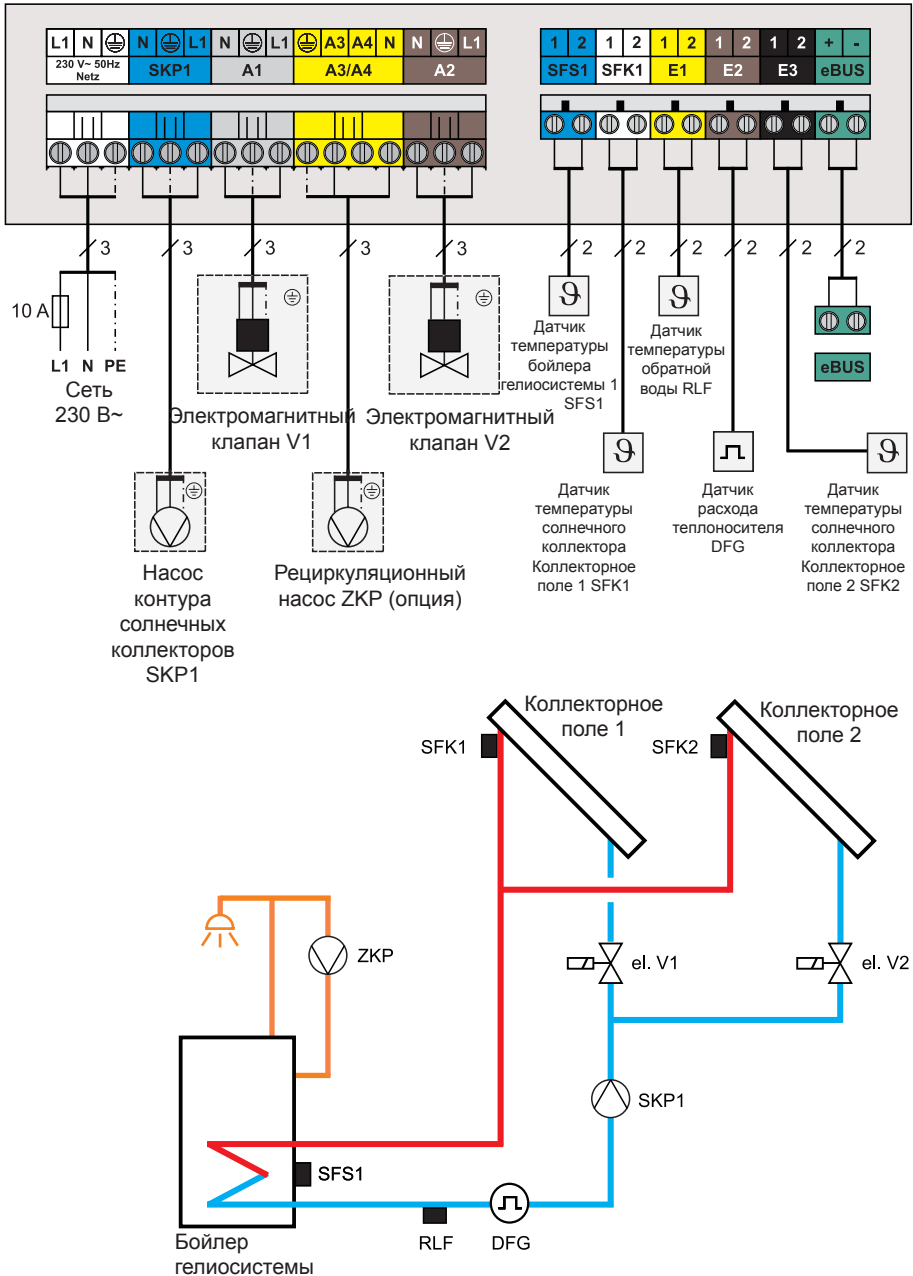 L1 N N L1 N L1 A3 A4 N N L1
230 V~ 50Hz
Netz
SKP1 A1 A3/A4 A2
1 2 1 2 1 2 1 2 1 2 + -
SFS1 SFK1 E1 E2 E3 eBUS
3 3 3 3 3 2 2 2 2 2 2
10 A
L1 N PE
Сеть
230 В~
Электромагнитный
клапан V1
Электромагнитный
клапан V2
ϑ
Датчик
температуры
бойлера
гелиосистемы 1
SFS1
ϑ
Датчик
температуры
обратной
воды RLF
eBUS
Насос
контура
солнечных
коллекторов
SKP1
Рециркуляционный
насос ZKP (опция)
ϑ
Датчик
температуры
солнечного
коллектора
Коллекторное
поле 1 SFK1
Датчик
расхода
теплоносителя
DFG
ϑ
Датчик
температуры
солнечного
коллектора
Коллекторное
поле 2 SFK2
Коллекторное
поле 1
Коллекторное
поле 2
SFK1
SFK2
ZKP
el. V1
el. V2
SKP1
SFS1
RLF
DFG
Бойлер
гелиосистемы